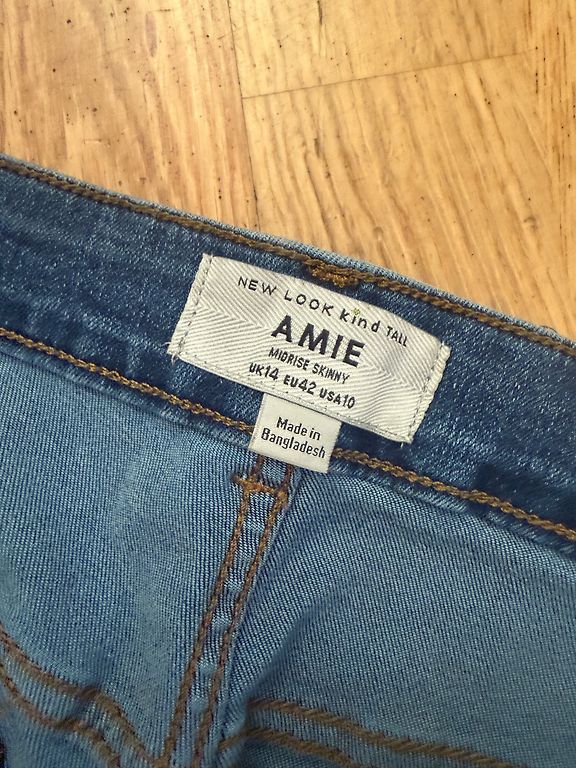 NEW LOOK kind TALL
AMIE
MIDRISE SKINNY
UK14 EU42 USA10
Made in
Bangladesh